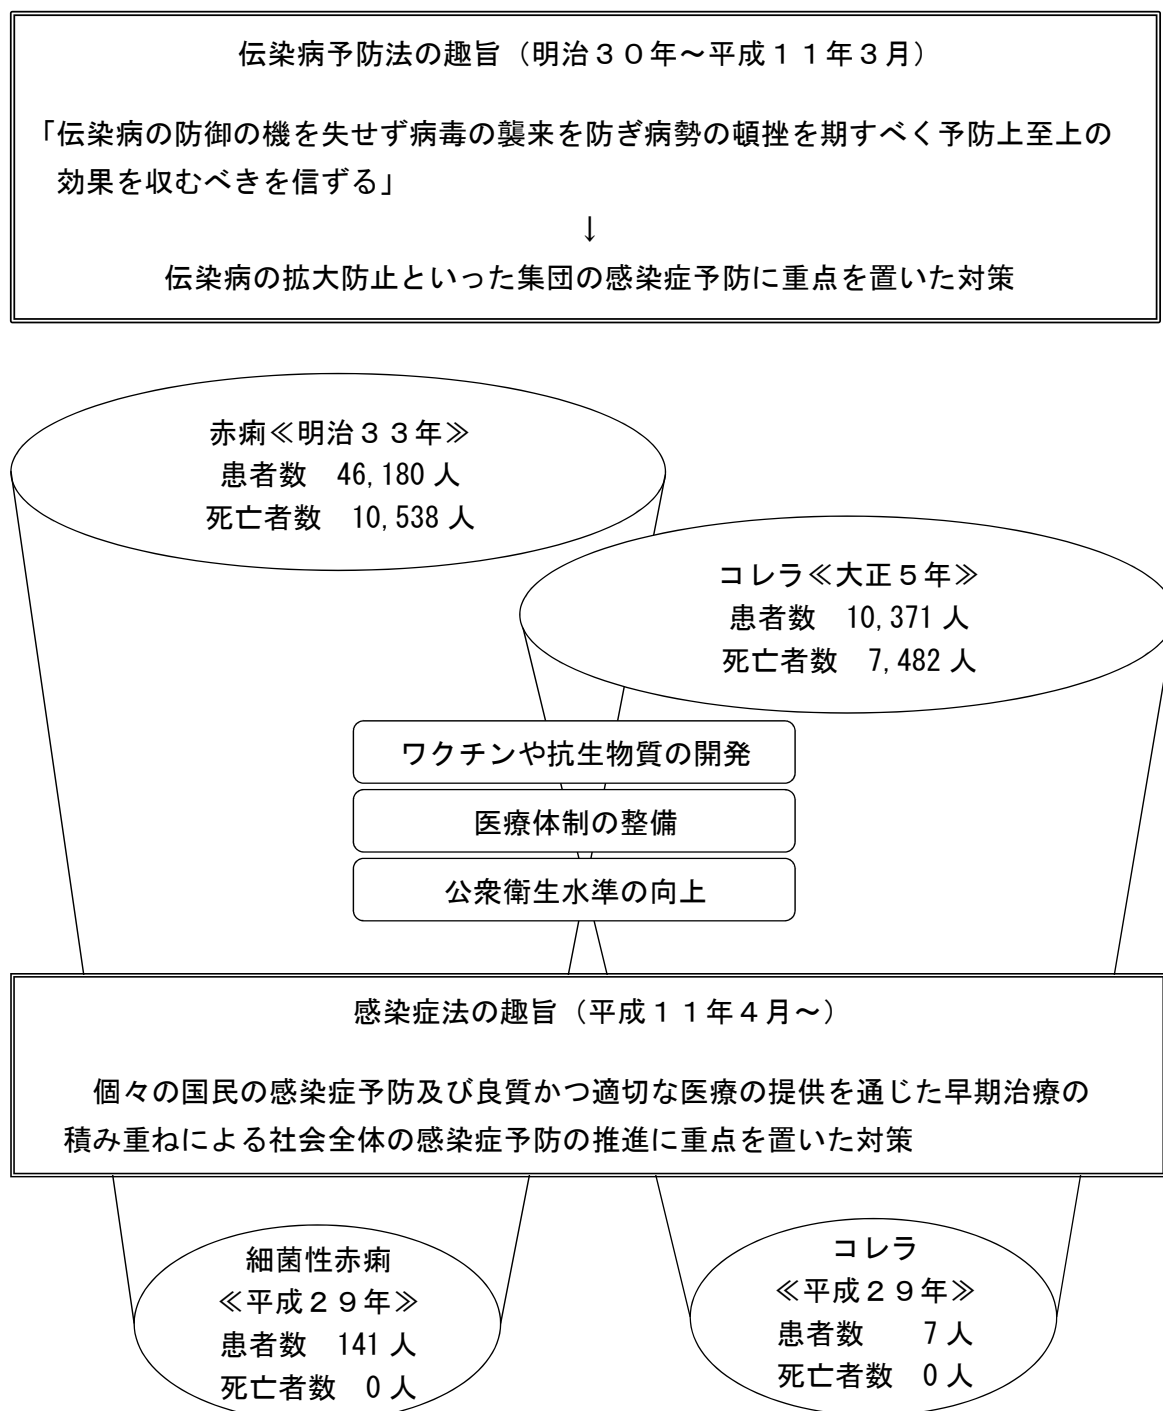 伝染病予防法の趣旨（明治３０年～平成１１年３月）
「伝染病の防御の機を失せず病毒の襲来を防ぎ病勢の頓挫を期すべく予防上至上の
効果を収むべきを信ずる」
↓
伝染病の拡大防止といった集団の感染症予防に重点を置いた対策
赤痢≪明治３３年≫
患者数　46,180 人
死亡者数　10,538 人
コレラ≪大正５年≫
患者数　10,371 人
死亡者数　7,482 人
ワクチンや抗生物質の開発
医療体制の整備
公衆衛生水準の向上
感染症法の趣旨（平成１１年４月～）
個々の国民の感染症予防及び良質かつ適切な医療の提供を通じた早期治療の
積み重ねによる社会全体の感染症予防の推進に重点を置いた対策
細菌性赤痢
≪平成２９年≫
患者数　141 人
死亡者数　0 人
コレラ
≪平成２９年≫
患者数　　7 人
死亡者数　0 人